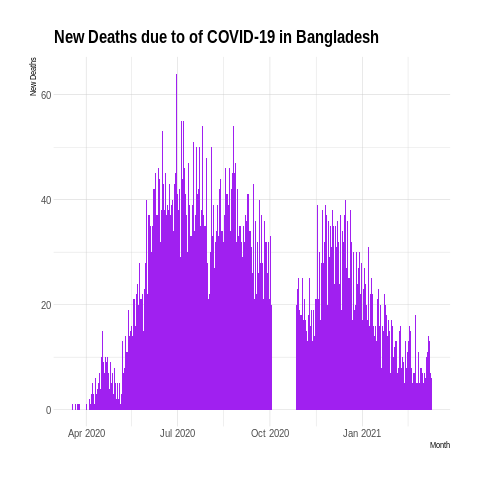 New Deaths due to of COVID-19 in Bangladesh
New Deaths
60
40
20
0
Apr 2020 Jul 2020 Oct 2020 Jan 2021
Month